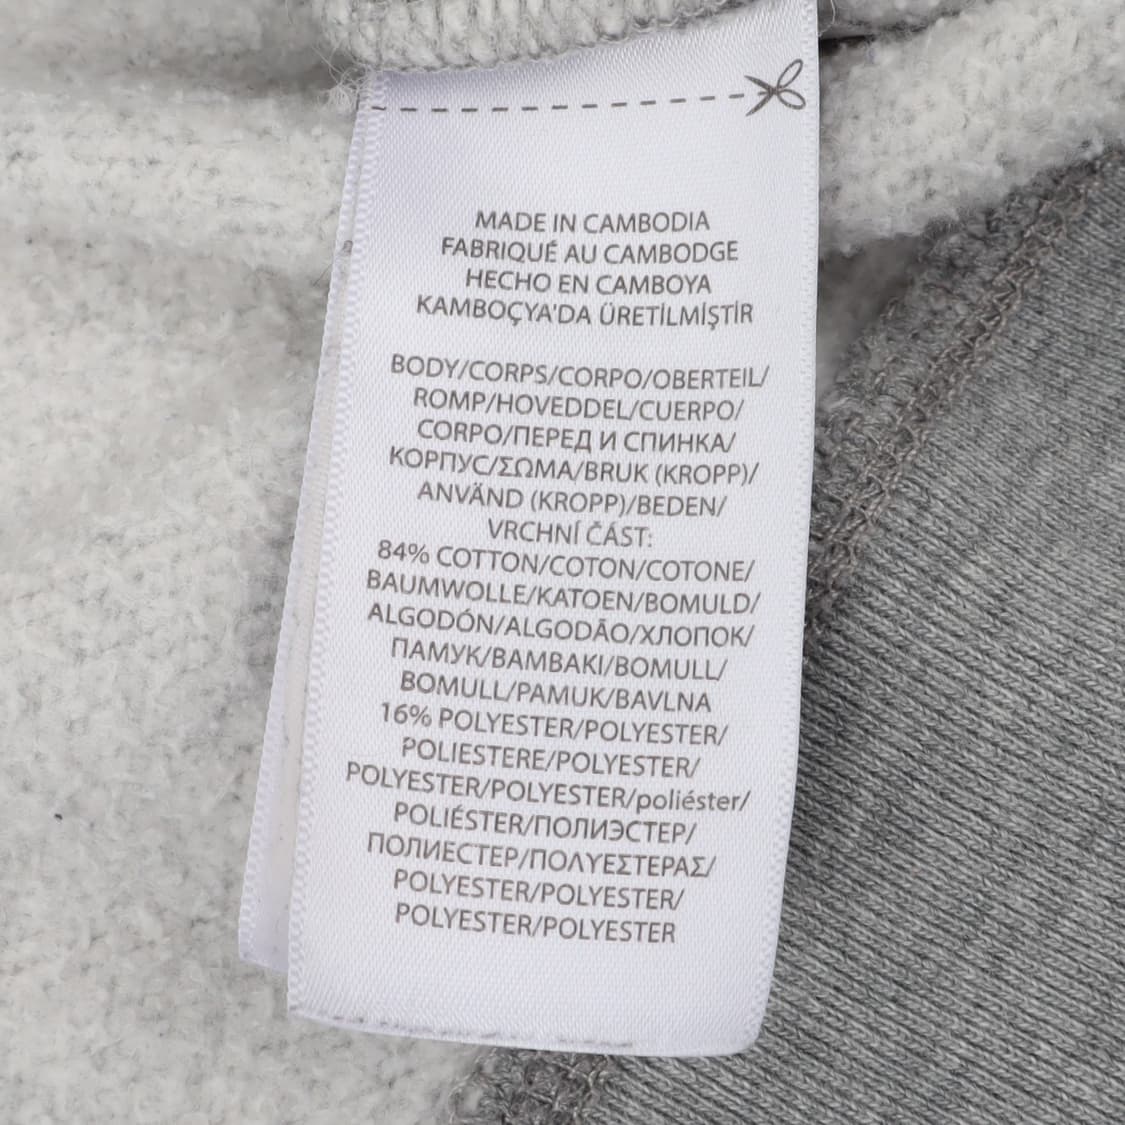 MADE IN CAMBODIA
FABRIQUÉ AU CAMBODGE
HECHO EN CAMBOYA
KAMBOÇYA'DA ÜRETİLMİŞTİR
BODY/CORPS/CORPO/OBERTEIL/
ROMP/HOVEDDEL/CUERPO/
CORPO/ПЕРЕД И СПИНКА/
КОРПУС/ΣΩΜΑ/BRUK (KROPP)/
ANVÄND (KROPP)/BEDEN/
VRCHNÍ ČÁST:
84% COTTON/COTON/COTONE/
BAUMWOLLE/KATOEN/BOMULD/
ALGODÓN/ALGODÃO/ХЛОПОК/
ПАМУК/ΒΑΜΒΑΚΙ/BOMULL/
BOMULL/PAMUK/BAVLNA
16% POLYESTER/POLYESTER/
POLIESTERE/POLYESTER/
POLYESTER/POLYESTER/poliéster/
POLIÉSTER/ПОЛИЭСТЕР/
ПОЛИЕСТЕР/ΠΟΛΥΕΣΤΕΡΑΣ/
POLYESTER/POLYESTER/
POLYESTER/POLYESTER